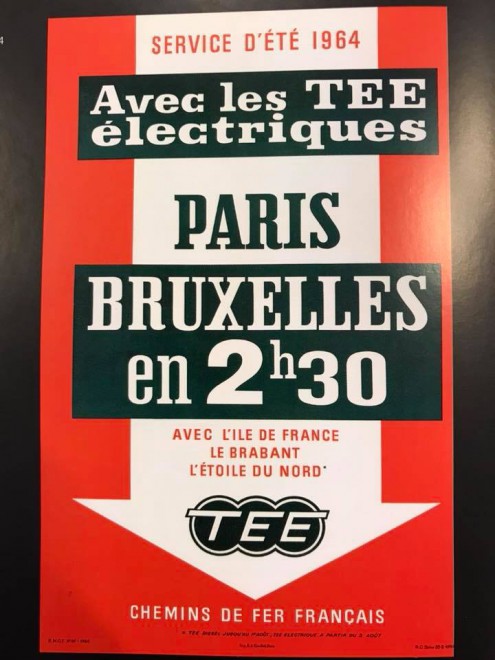 SERVICE D'ÉTÉ 1964
Avec les TEE
électriques
PARIS
BRUXELLES
en 2h30
AVEC L'ILE DE FRANCE
LE BRABANT
L'ÉTOILE DU NORD*
TEE
CHEMINS DE FER FRANÇAIS